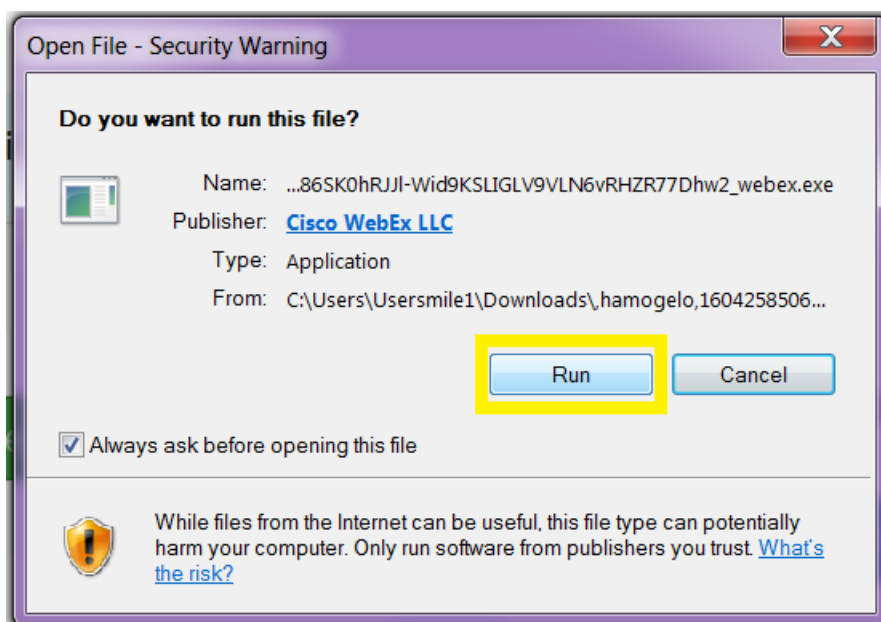 Open File - Security Warning
X
Do you want to run this file?
Name: ...86SK0hRJJl-Wid9KSLIGLV9VLN6vRHZR77Dhw2_webex.exe
Publisher: Cisco WebEx LLC
Type: Application
From: C:\Users\Usersmile1\Downloads\,hamogelo,1604258506...
Run Cancel
Always ask before opening this file
While files from the Internet can be useful, this file type can potentially
harm your computer. Only run software from publishers you trust. What's
the risk?